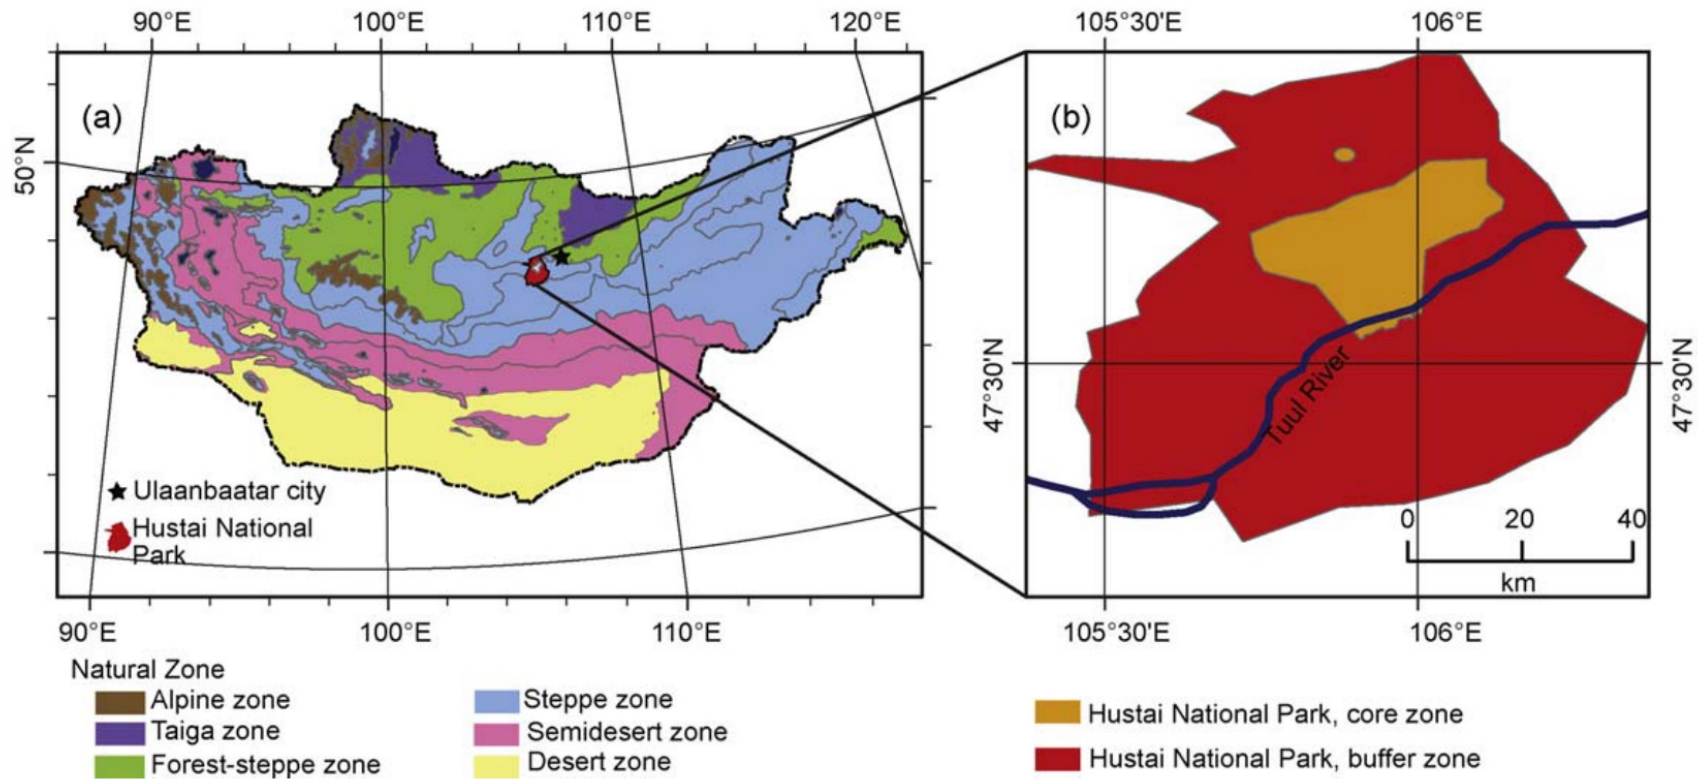 90°E 100°E 110°E 120°E 105°30'E 106°E
(a)
(b)
50°N
47°30'N
47°30'N
Tuul River
Ulaanbaatar city
Hustai National
Park
0 20 40
km
90°E 100°E 110°E 105°30'E 106°E
Natural Zone
Alpine zone
Taiga zone
Forest-steppe zone
Steppe zone
Semidesert zone
Desert zone
Hustai National Park, core zone
Hustai National Park, buffer zone